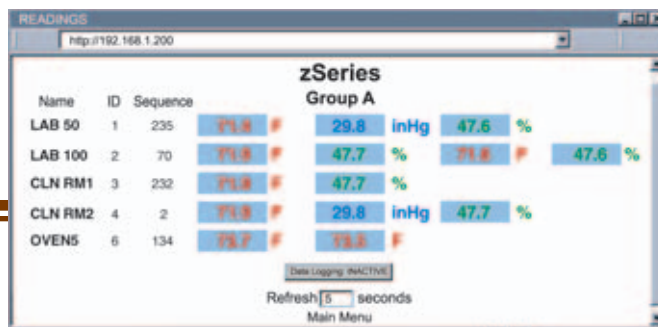 READINGS
http://192.168.1.200
zSeries
Group A
Name ID Sequence
LAB 50 1 235 F 29.8 inHg 47.6 %
LAB 100 2 70 F 47.7 % F 47.6 %
CLN RM1 3 232 F 47.7 %
CLN RM2 4 2 F 29.8 inHg 47.7 %
OVEN5 6 134 F F
Data Logging: INACTIVE
Refresh 5 seconds
Main Menu